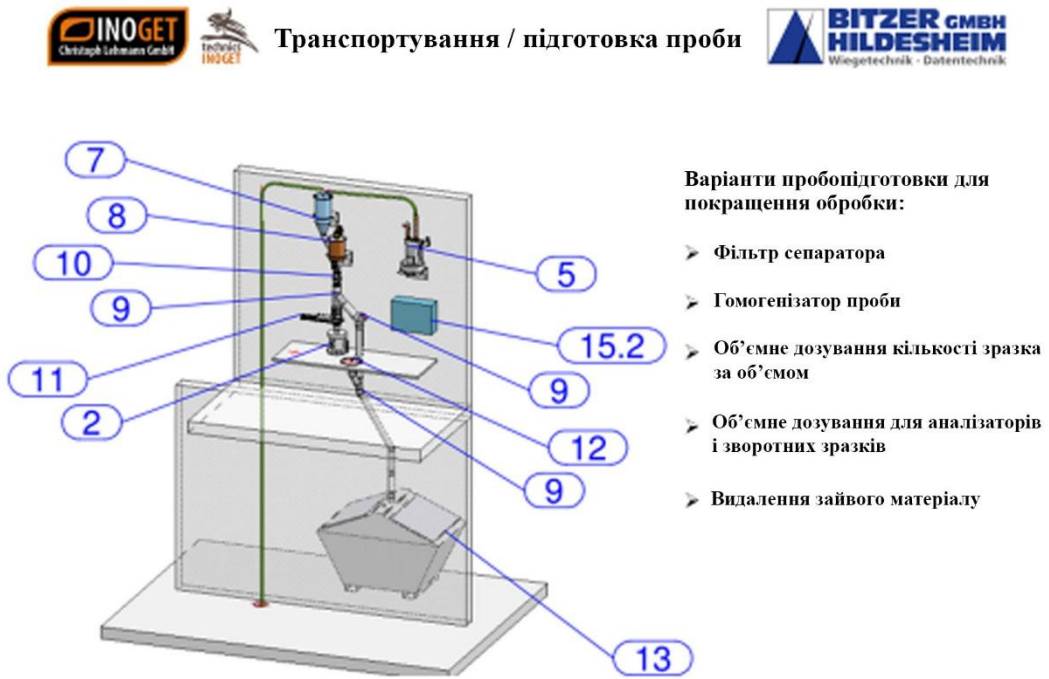 INOGET
Christoph Lehmann GmbH
technics
INOGET
Транспортування / підготовка проби
BITZER GMBH
HILDESHEIM
Wiegetechnik - Datentechnik
7
8
10
9
11
2
5
15.2
9
12
9
13
Варіанти пробопідготовки для
покращення обробки:
Фільтр сепаратора
Гомогенізатор проби
Об’ємне дозування кількості зразка
за об’ємом
Об’ємне дозування для аналізаторів
і зворотних зразків
Видалення зайвого матеріалу